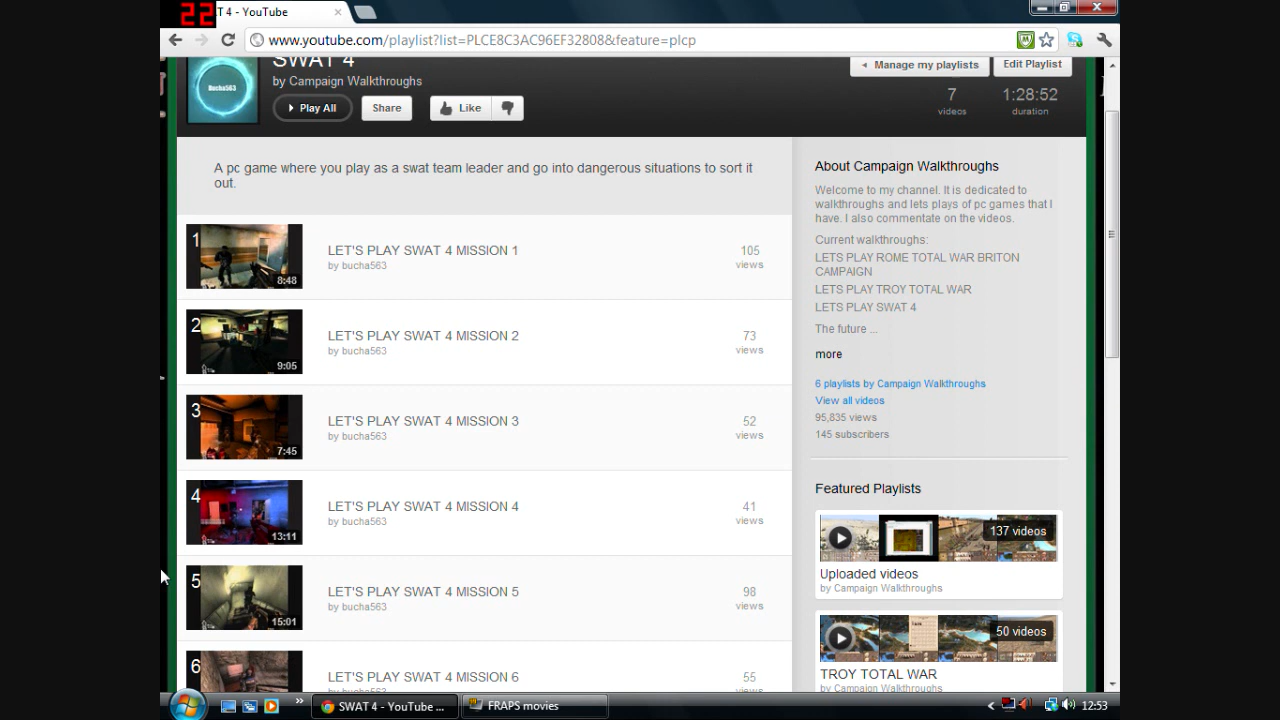 22
T 4 - YouTube
www.youtube.com/playlist?list=PLCE8C3AC96EF32808&feature=plcp
SWAT 4
by Campaign Walkthroughs
Play All
Share
Like
Manage my playlists
Edit Playlist
7
videos
1:28:52
duration
Bucha563
A pc game where you play as a swat team leader and go into dangerous situations to sort it
out.
1
8:48
LET'S PLAY SWAT 4 MISSION 1
by bucha563
105
views
2
9:05
LET'S PLAY SWAT 4 MISSION 2
by bucha563
73
views
3
7:45
LET'S PLAY SWAT 4 MISSION 3
by bucha563
52
views
4
13:11
LET'S PLAY SWAT 4 MISSION 4
by bucha563
41
views
5
15:01
LET'S PLAY SWAT 4 MISSION 5
by bucha563
98
views
6
LET'S PLAY SWAT 4 MISSION 6
by bucha563
55
views
About Campaign Walkthroughs
Welcome to my channel. It is dedicated to
walkthroughs and lets plays of pc games that I
have. I also commentate on the videos.
Current walkthroughs:
LETS PLAY ROME TOTAL WAR BRITON
CAMPAIGN
LETS PLAY TROY TOTAL WAR
LETS PLAY SWAT 4
The future ...
more
6 playlists by Campaign Walkthroughs
View all videos
95,835 views
145 subscribers
Featured Playlists
137 videos
Uploaded videos
by Campaign Walkthroughs
50 videos
TROY TOTAL WAR
by Campaign Walkthroughs
SWAT 4 - YouTube ...
FRAPS movies
12:53